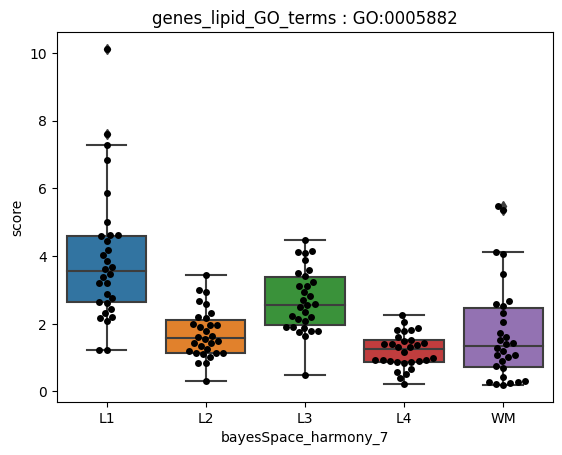 genes_lipid_GO_terms : GO:0005882
10
8
6
4
2
0
score
L1 L2 L3 L4 WM
bayesSpace_harmony_7